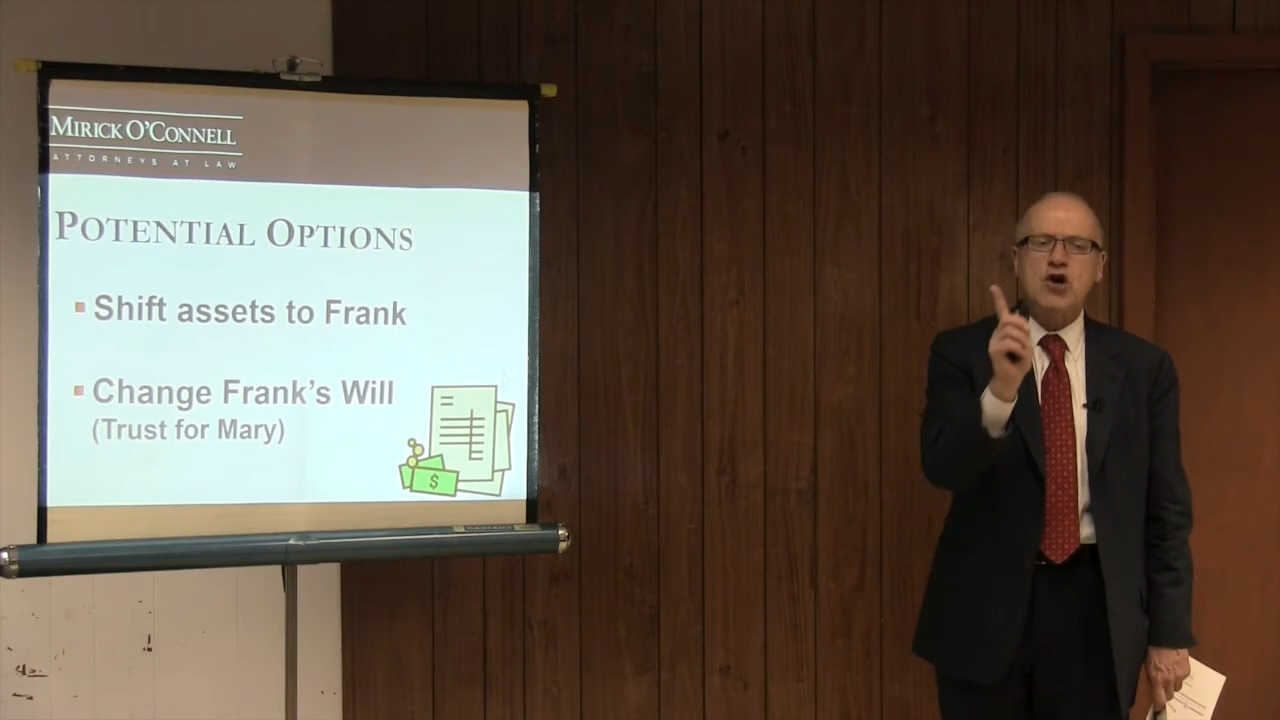 MIRICK O'CONNELL
ATTORNEYS AT LAW
POTENTIAL OPTIONS
Shift assets to Frank
Change Frank's Will
(Trust for Mary)
$